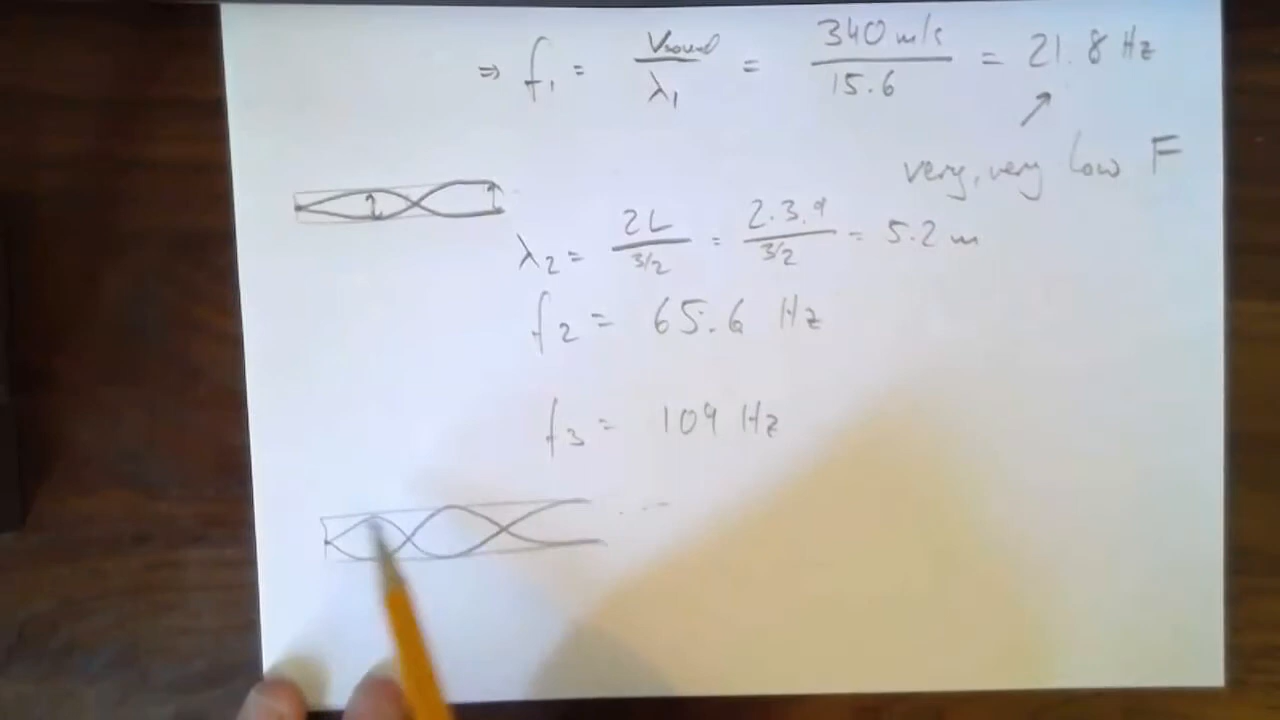 ⇒ f₁ = Vsound / λ₁ = 340 m/s / 15.6 = 21.8 Hz
very, very low F
λ₂ = 2L / 3/2 = 2·3.9 / 3/2 = 5.2 m
f₂ = 65.6 Hz
f₃ = 109 Hz
....